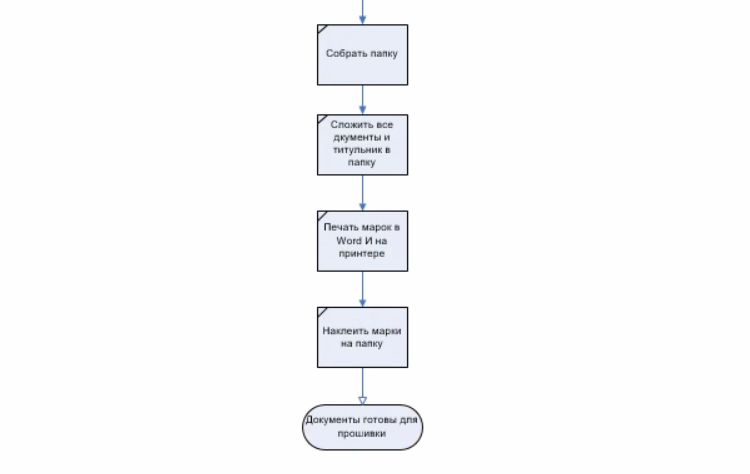 Собрать папку
Сложить все
дкументы и
титульник в
папку
Печать марок в
Word И на
принтере
Наклеить марки
на папку
Документы готовы для
прошивки